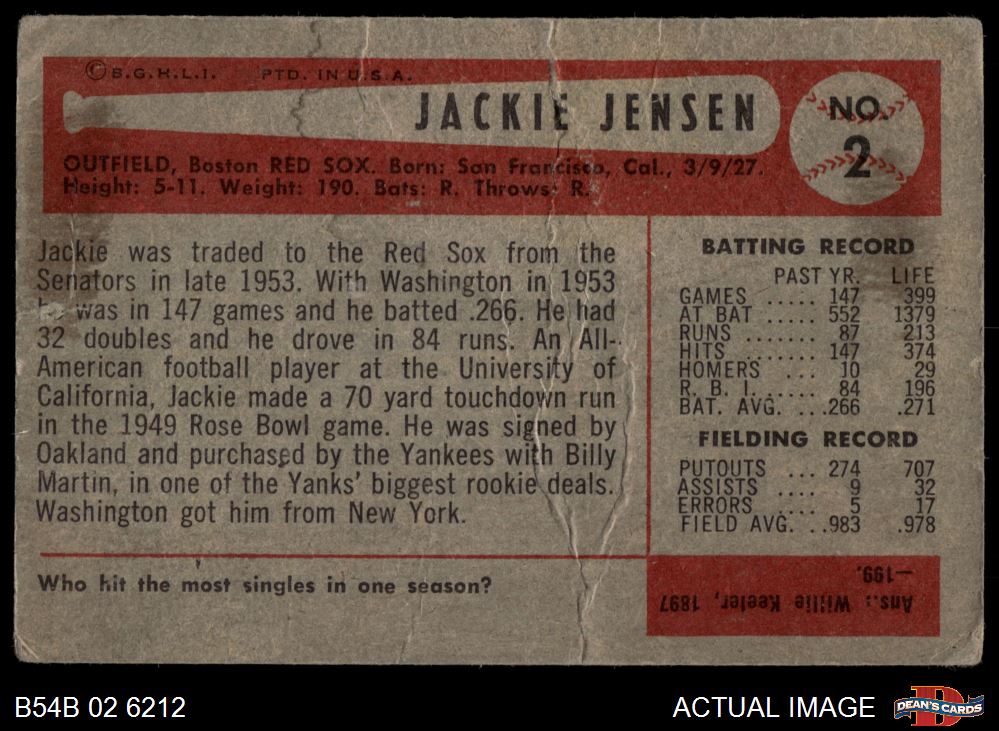 © B.G.H.L.I. PTD. IN U.S.A.
JACKIE JENSEN
NO.
2
OUTFIELD, Boston RED SOX. Born: San Francisco, Cal., 3/9/27.
Height: 5-11. Weight: 190. Bats: R. Throws: R.
Jackie was traded to the Red Sox from the
Senators in late 1953. With Washington in 1953
he was in 147 games and he batted .266. He had
32 doubles and he drove in 84 runs. An All-
American football player at the University of
California, Jackie made a 70 yard touchdown run
in the 1949 Rose Bowl game. He was signed by
Oakland and purchased by the Yankees with Billy
Martin, in one of the Yanks' biggest rookie deals.
Washington got him from New York.
BATTING RECORD
PAST YR. LIFE
GAMES ..... 147 399
AT BAT ..... 552 1379
RUNS ...... 87 213
HITS ....... 147 374
HOMERS ... 10 29
R. B. I. ..... 84 196
BAT. AVG. ...266 .271
FIELDING RECORD
PUTOUTS ... 274 707
ASSISTS .... 9 32
ERRORS .... 5 17
FIELD AVG. ..983 .978
Who hit the most singles in one season?
Ans.: Willie Keeler, 1897
—199.
B54B 02 6212
ACTUAL IMAGE
DEAN'S CARDS